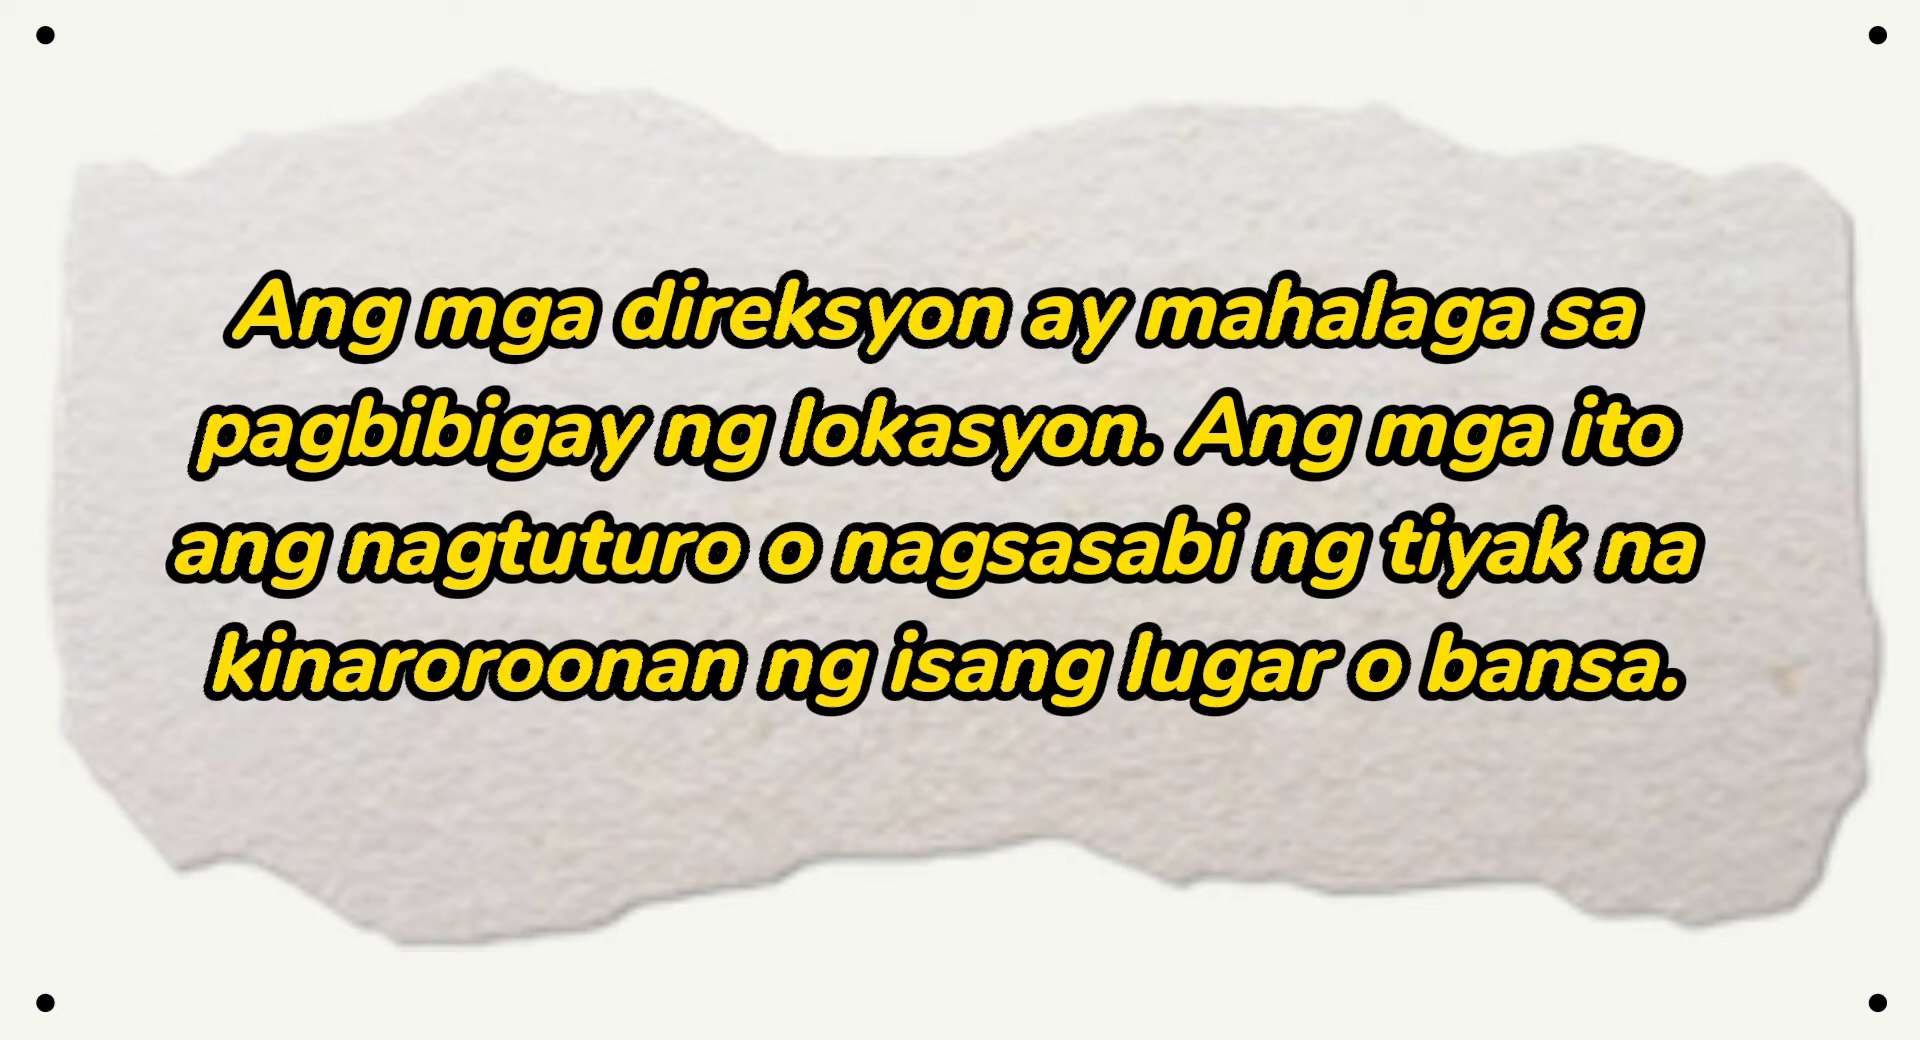 Ang mga direksyon ay mahalaga sa
pagbibigay ng lokasyon. Ang mga ito
ang nagtuturo o nagsasabi ng tiyak na
kinaroroonan ng isang lugar o bansa.